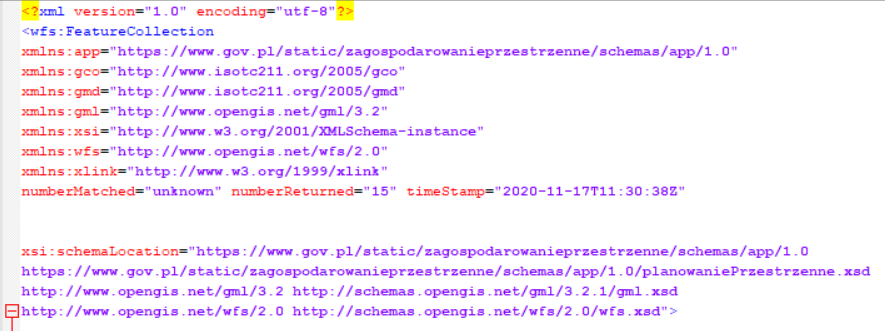 <?xml version="1.0" encoding="utf-8"?>
<wfs:FeatureCollection
xmlns:app="https://www.gov.pl/static/zagospodarowanieprzestrzenne/schemas/app/1.0"
xmlns:gco="http://www.isotc211.org/2005/gco"
xmlns:gmd="http://www.isotc211.org/2005/gmd"
xmlns:gml="http://www.opengis.net/gml/3.2"
xmlns:xsi="http://www.w3.org/2001/XMLSchema-instance"
xmlns:wfs="http://www.opengis.net/wfs/2.0"
xmlns:xlink="http://www.w3.org/1999/xlink"
numberMatched="unknown" numberReturned="15" timeStamp="2020-11-17T11:30:38Z"
xsi:schemaLocation="https://www.gov.pl/static/zagospodarowanieprzestrzenne/schemas/app/1.0
https://www.gov.pl/static/zagospodarowanieprzestrzenne/schemas/app/1.0/planowaniePrzestrzenne.xsd
http://www.opengis.net/gml/3.2 http://schemas.opengis.net/gml/3.2.1/gml.xsd
http://www.opengis.net/wfs/2.0 http://schemas.opengis.net/wfs/2.0/wfs.xsd">